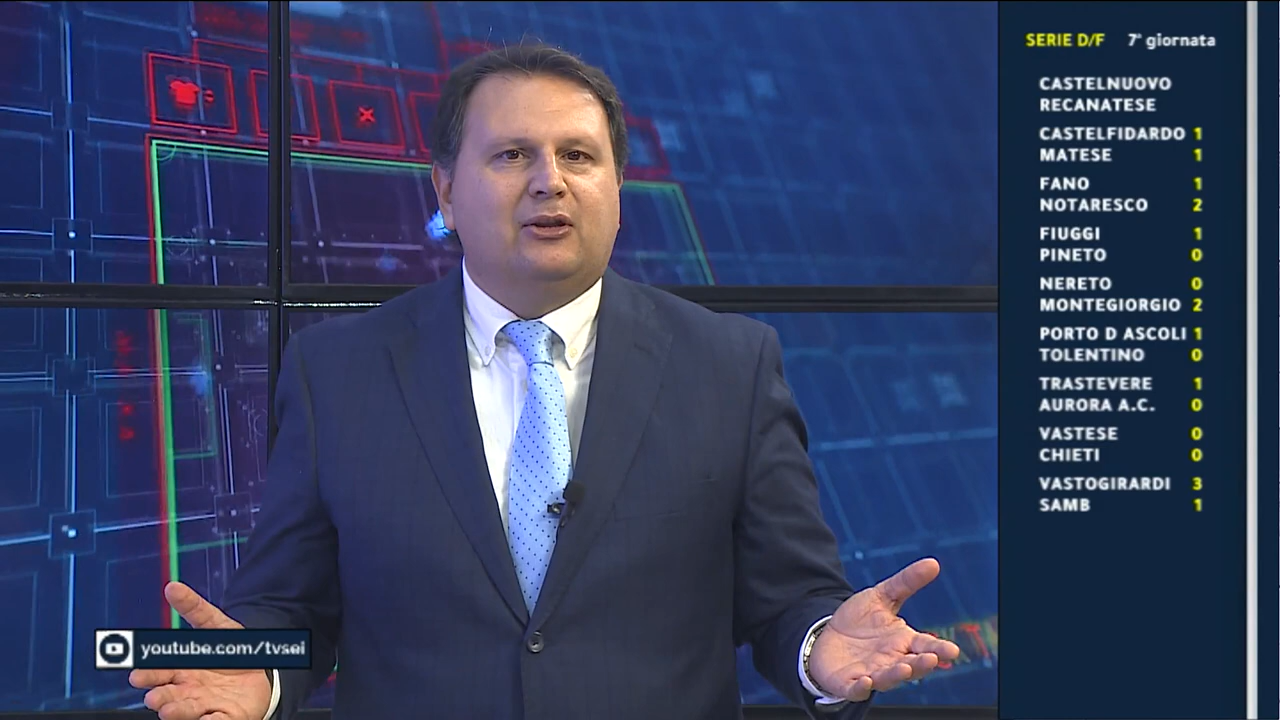 SERIE D/F 7ª giornata
CASTELNUOVO
RECANATESE
CASTELFIDARDO 1
MATESE 1
FANO 1
NOTARESCO 2
FIUGGI 1
PINETO 0
NERETO 0
MONTEGIORGIO 2
PORTO D ASCOLI 1
TOLENTINO 0
TRASTEVERE 1
AURORA A.C. 0
VASTESE 0
CHIETI 0
VASTOGIRARDI 3
SAMB 1
youtube.com/tvsei